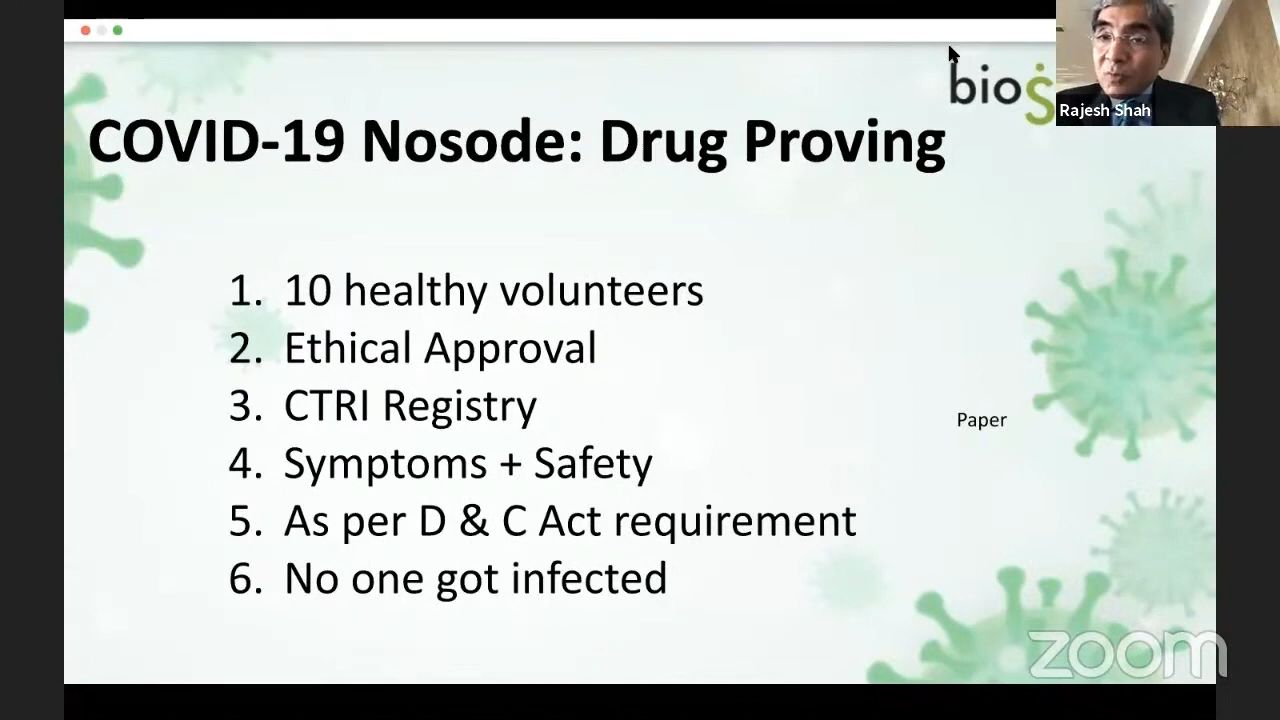 bioṠ
Rajesh Shah
COVID-19 Nosode: Drug Proving
1. 10 healthy volunteers
2. Ethical Approval
3. CTRI Registry
4. Symptoms + Safety
5. As per D & C Act requirement
6. No one got infected
Paper
zoom